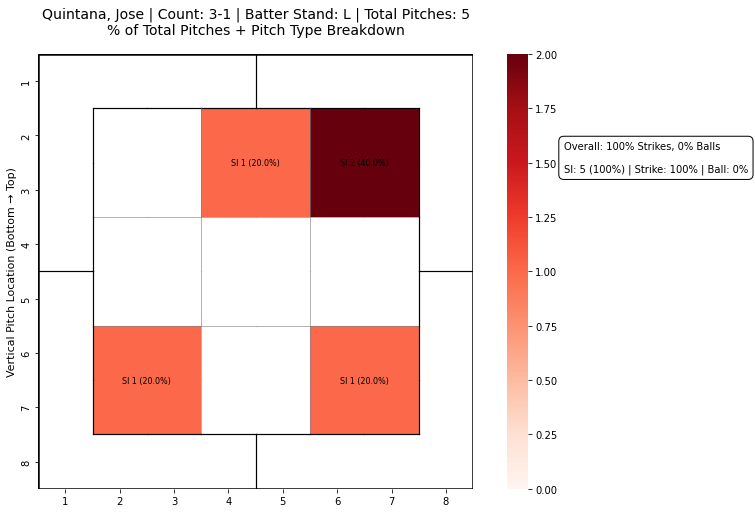 Quintana, Jose | Count: 3-1 | Batter Stand: L | Total Pitches: 5
% of Total Pitches + Pitch Type Breakdown
Vertical Pitch Location (Bottom → Top)
1
2
3
4
5
6
7
8
SI 1 (20.0%)
SI 2 (40.0%)
SI 1 (20.0%)
SI 1 (20.0%)
1
2
3
4
5
6
7
8
2.00
1.75
1.50
1.25
1.00
0.75
0.50
0.25
0.00
Overall: 100% Strikes, 0% Balls
SI: 5 (100%) | Strike: 100% | Ball: 0%